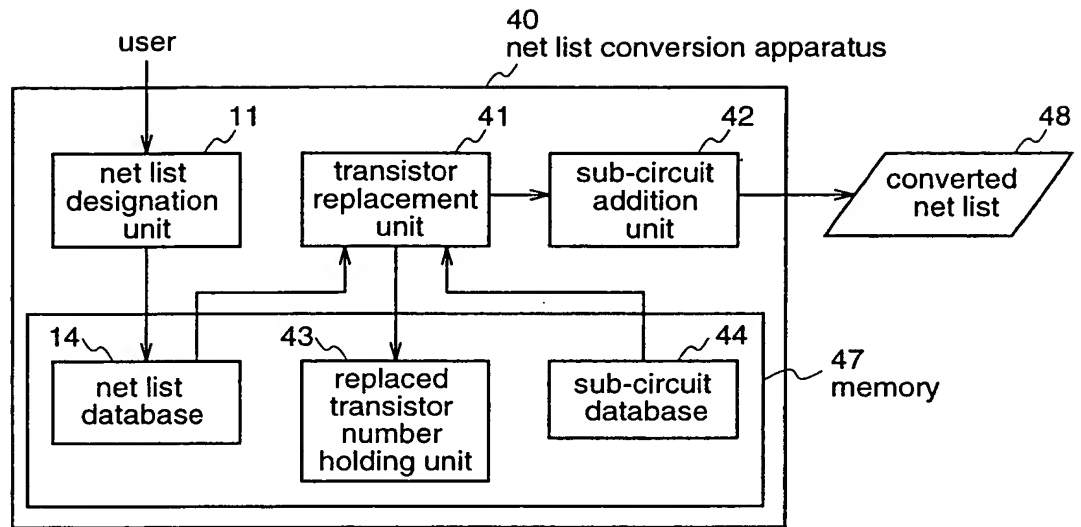 user
40
net list conversion apparatus
11
41
42
48
net list
designation
unit
transistor
replacement
unit
sub-circuit
addition
unit
converted
net list
14
43
44
47
memory
net list
database
replaced
transistor
number
holding unit
sub-circuit
database